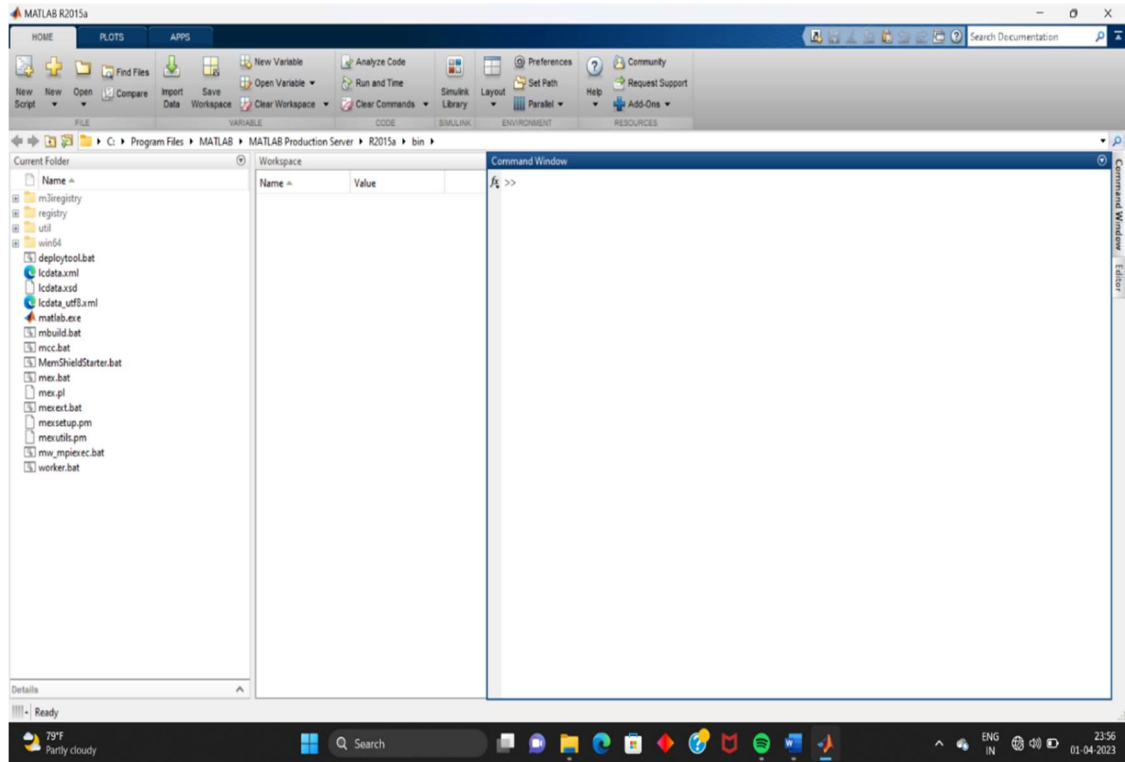 MATLAB R2015a
HOME PLOTS APPS
Search Documentation
New Script
New
Open
Find Files
Compare
Import Data
Save Workspace
New Variable
Open Variable
Clear Workspace
Analyze Code
Run and Time
Clear Commands
Simulink Library
Layout
Preferences
Set Path
Parallel
Help
Community
Request Support
Add-Ons
FILE VARIABLE CODE SIMULINK ENVIRONMENT RESOURCES
C: Program Files MATLAB MATLAB Production Server R2015a bin
Current Folder
Name
m3iregistry
registry
util
win64
deploytool.bat
lcdata.xml
lcdata.xsd
lcdata_utf8.xml
matlab.exe
mbuild.bat
mcc.bat
MemShieldStarter.bat
mex.bat
mex.pl
mexext.bat
mexsetup.pm
mexutils.pm
mw_mpiexec.bat
worker.bat
Details
Workspace
Name Value
Command Window
fx >>
Command Window
Editor
Ready
79°F
Partly cloudy
Search
ENG
IN
23:56
01-04-2023